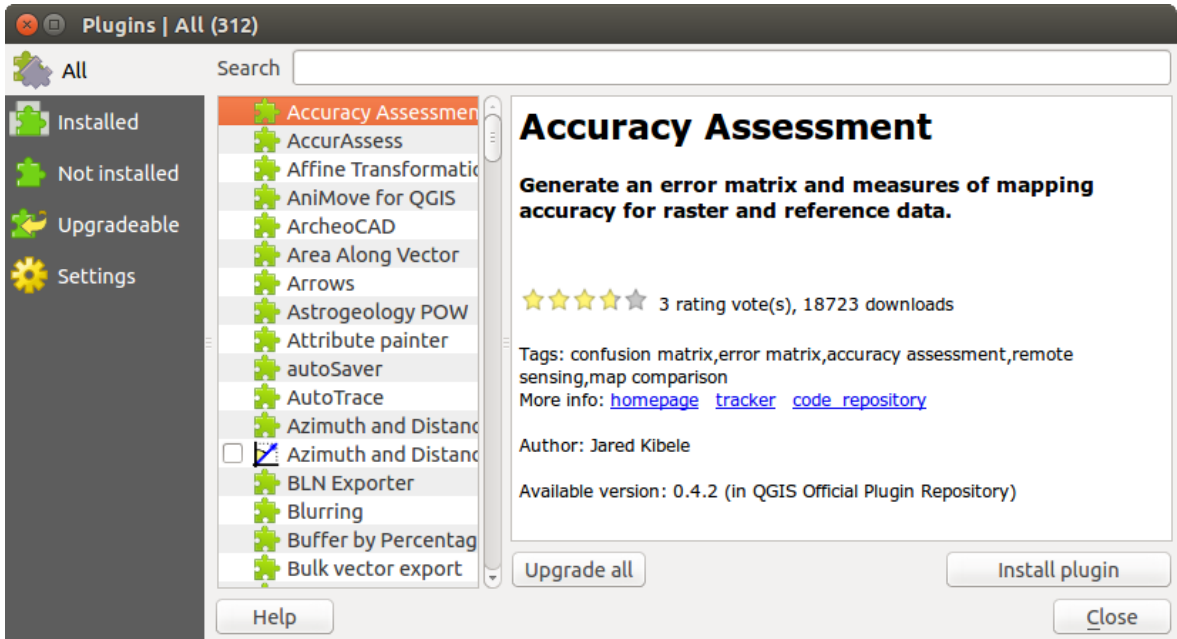 Plugins | All (312)
All
Installed
Not installed
Upgradeable
Settings
Search
Accuracy Assessmen
AccurAssess
Affine Transformatic
AniMove for QGIS
ArcheoCAD
Area Along Vector
Arrows
Astrogeology POW
Attribute painter
autoSaver
AutoTrace
Azimuth and Distanc
Azimuth and Distanc
BLN Exporter
Blurring
Buffer by Percentag
Bulk vector export
Accuracy Assessment
Generate an error matrix and measures of mapping
accuracy for raster and reference data.
3 rating vote(s), 18723 downloads
Tags: confusion matrix,error matrix,accuracy assessment,remote
sensing,map comparison
More info: homepage tracker code repository
Author: Jared Kibele
Available version: 0.4.2 (in QGIS Official Plugin Repository)
Upgrade all
Install plugin
Help
Close